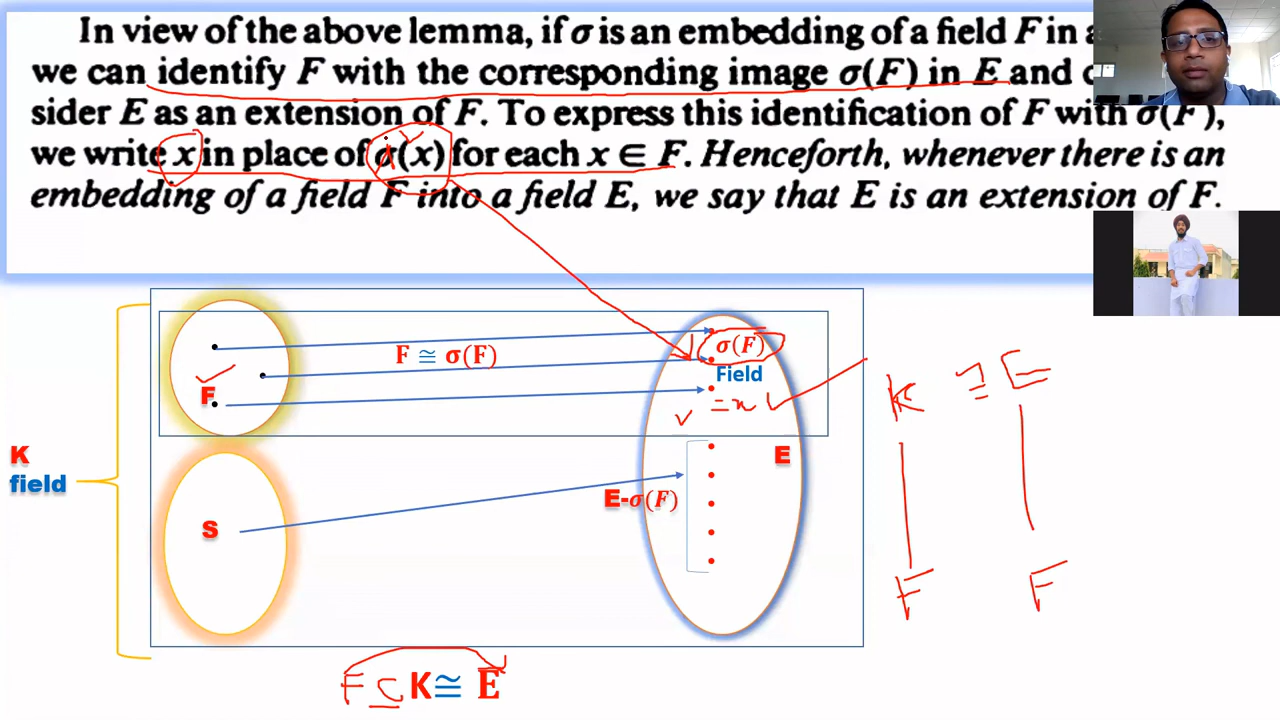 In view of the above lemma, if σ is an embedding of a field F in a
we can identify F with the corresponding image σ(F) in E and
sider E as an extension of F. To express this identification of F with σ(F),
we write x in place of (x) for each x ∈ F. Henceforth, whenever there is an
embedding of a field F into a field E, we say that E is an extension of F.
F ≅ σ(F)
σ(F)
Field
= x
F
K
field
E
E-σ(F)
S
K ≅ E
F F
F ⊆ K ≅ E